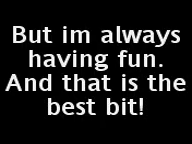 But im always
having fun.
And that is the
best bit!